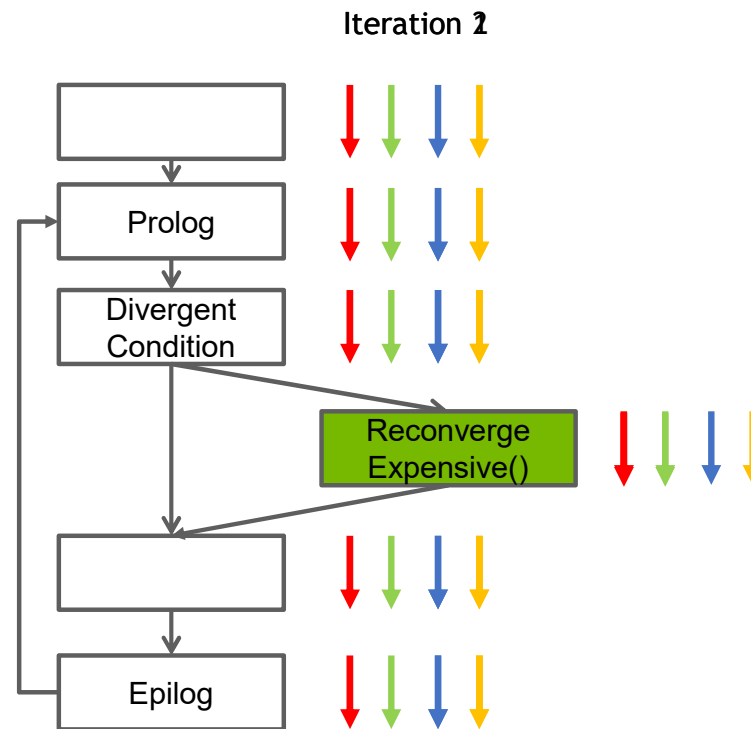 Iteration
Prolog
Divergent
Condition
Reconverge
Expensive()
Epilog